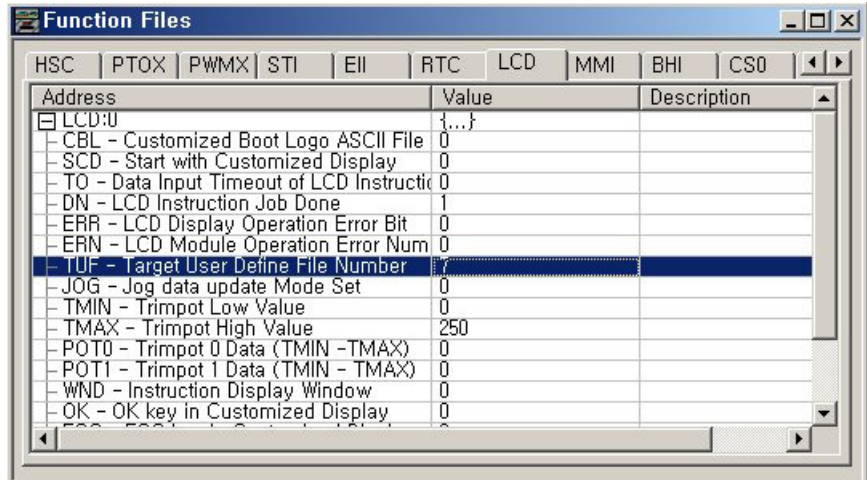 Function Files
HSC PTOX PWMX STI EII RTC LCD MMI BHI CS0
Address Value Description
LCD:0 {...}
CBL - Customized Boot Logo ASCII File 0
SCD - Start with Customized Display 0
TO - Data Input Timeout of LCD Instructi 0
DN - LCD Instruction Job Done 1
ERR - LCD Display Operation Error Bit 0
ERN - LCD Module Operation Error Num 0
TUF - Target User Define File Number 7
JOG - Jog data update Mode Set 0
TMIN - Trimpot Low Value 0
TMAX - Trimpot High Value 250
POT0 - Trimpot 0 Data (TMIN -TMAX) 0
POT1 - Trimpot 1 Data (TMIN - TMAX) 0
WND - Instruction Display Window 0
OK - OK key in Customized Display 0